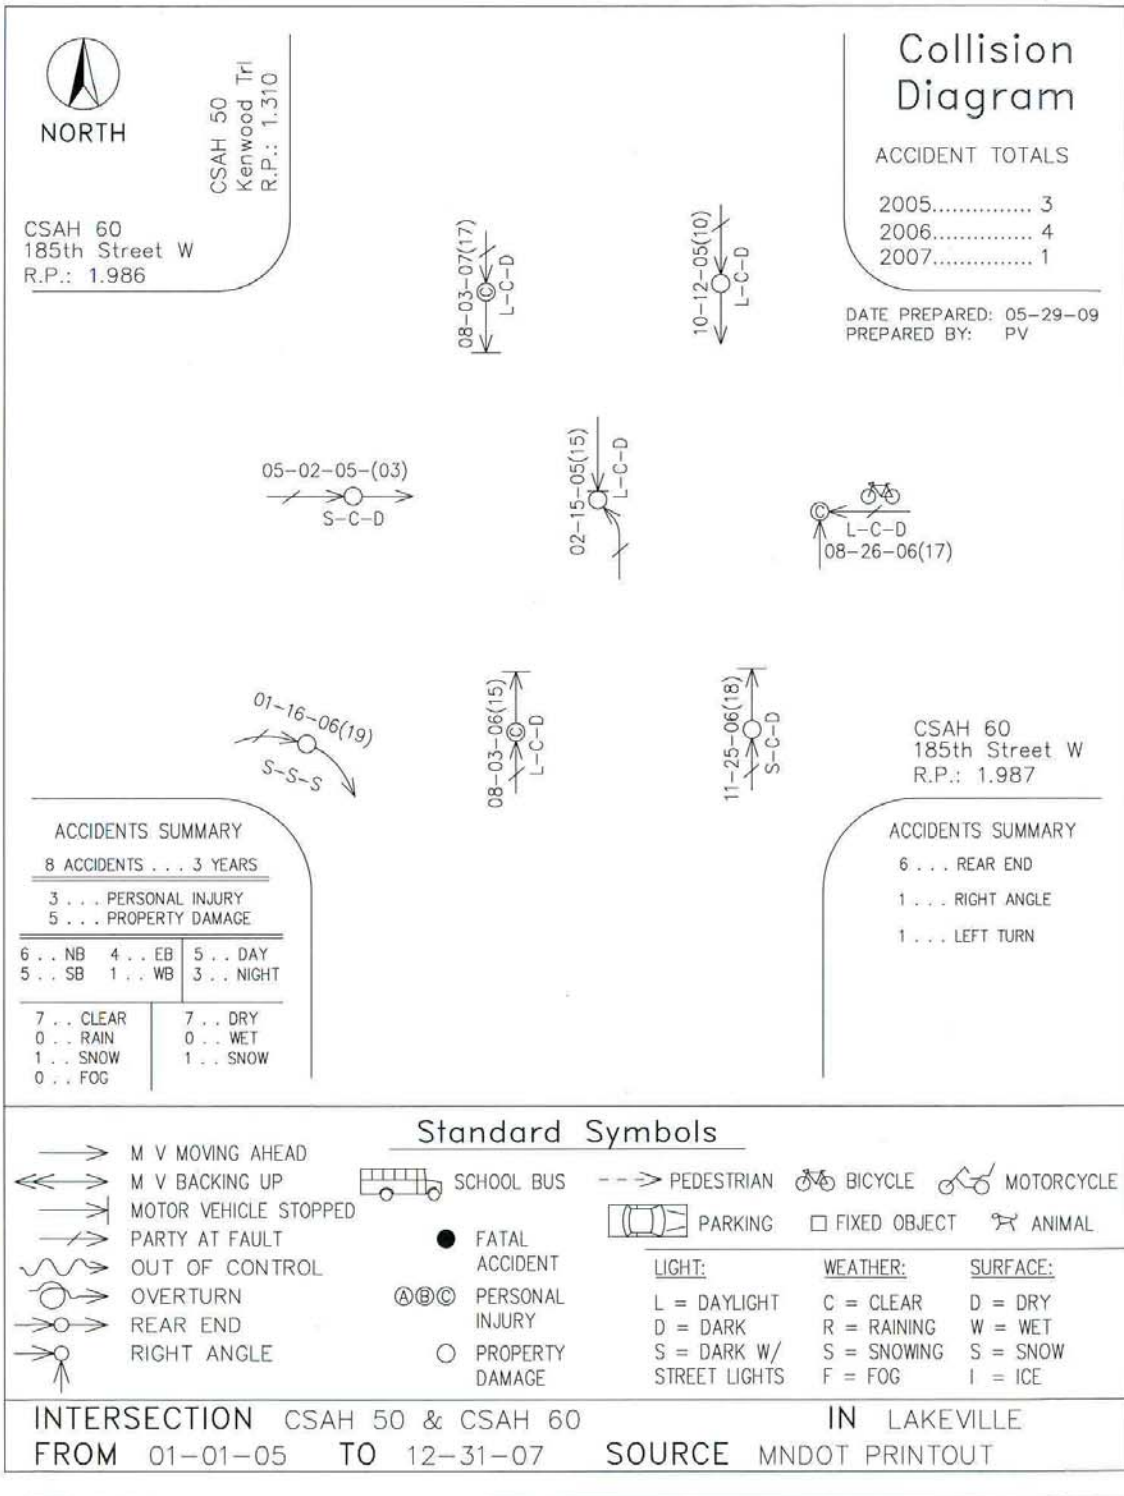 NORTH
CSAH 50
Kenwood Trl
R.P.: 1.310
CSAH 60
185th Street W
R.P.: 1.986
Collision
Diagram
ACCIDENT TOTALS
2005.............. 3
2006.............. 4
2007.............. 1
DATE PREPARED: 05-29-09
PREPARED BY: PV
08-03-07(17)
C
L-C-D
10-12-05(10)
L-C-D
05-02-05-(03)
S-C-D
02-15-05(15)
L-C-D
C
L-C-D
08-26-06(17)
01-16-06(19)
S-S-S
08-03-06(15)
C
L-C-D
11-25-06(18)
S-C-D
CSAH 60
185th Street W
R.P.: 1.987
ACCIDENTS SUMMARY
8 ACCIDENTS . . . 3 YEARS
3 . . . PERSONAL INJURY
5 . . . PROPERTY DAMAGE
6 . . NB 4 . . EB 5 . . DAY
5 . . SB 1 . . WB 3 . . NIGHT
7 . . CLEAR 7 . . DRY
0 . . RAIN 0 . . WET
1 . . SNOW 1 . . SNOW
0 . . FOG
ACCIDENTS SUMMARY
6 . . . REAR END
1 . . . RIGHT ANGLE
1 . . . LEFT TURN
Standard Symbols
M V MOVING AHEAD
M V BACKING UP
MOTOR VEHICLE STOPPED
PARTY AT FAULT
OUT OF CONTROL
OVERTURN
REAR END
RIGHT ANGLE
SCHOOL BUS
FATAL
ACCIDENT
A B C PERSONAL
INJURY
PROPERTY
DAMAGE
PEDESTRIAN BICYCLE MOTORCYCLE
PARKING FIXED OBJECT ANIMAL
LIGHT: WEATHER: SURFACE:
L = DAYLIGHT C = CLEAR D = DRY
D = DARK R = RAINING W = WET
S = DARK W/ S = SNOWING S = SNOW
STREET LIGHTS F = FOG I = ICE
INTERSECTION CSAH 50 & CSAH 60 IN LAKEVILLE
FROM 01-01-05 TO 12-31-07 SOURCE MNDOT PRINTOUT